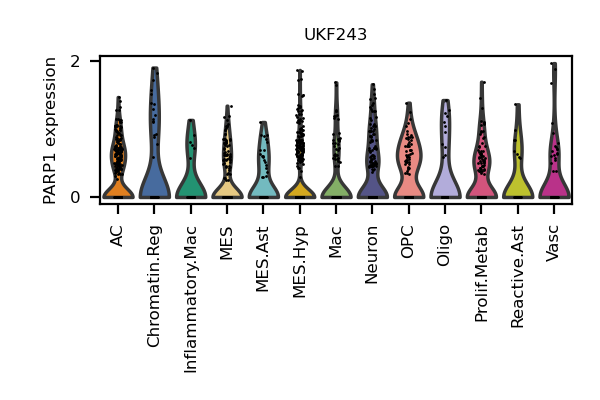 UKF243
PARP1 expression
2
0
AC
Chromatin.Reg
Inflammatory.Mac
MES
MES.Ast
MES.Hyp
Mac
Neuron
OPC
Oligo
Prolif.Metab
Reactive.Ast
Vasc